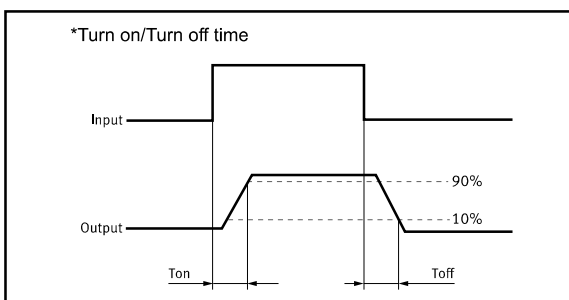 *Turn on/Turn off time
Input
90%
10%
Output
Ton
Toff